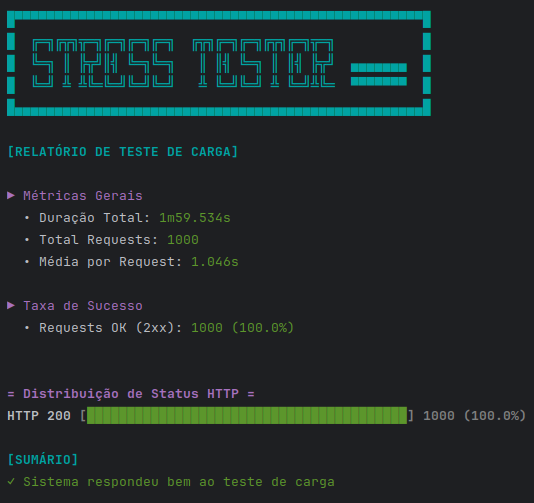 STRESS TESTER
[RELATÓRIO DE TESTE DE CARGA]
▶ Métricas Gerais
• Duração Total: 1m59.534s
• Total Requests: 1000
• Média por Request: 1.046s
▶ Taxa de Sucesso
• Requests OK (2xx): 1000 (100.0%)
= Distribuição de Status HTTP =
HTTP 200 [████████████████████████████████████████] 1000 (100.0%)
[SUMÁRIO]
✓ Sistema respondeu bem ao teste de carga